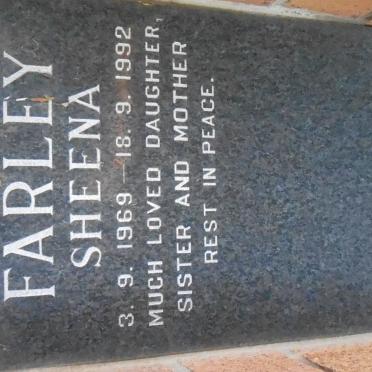 FARLEY
SHEENA
3. 9. 1969 — 18. 9. 1992
MUCH LOVED DAUGHTER,
SISTER AND MOTHER
REST IN PEACE.